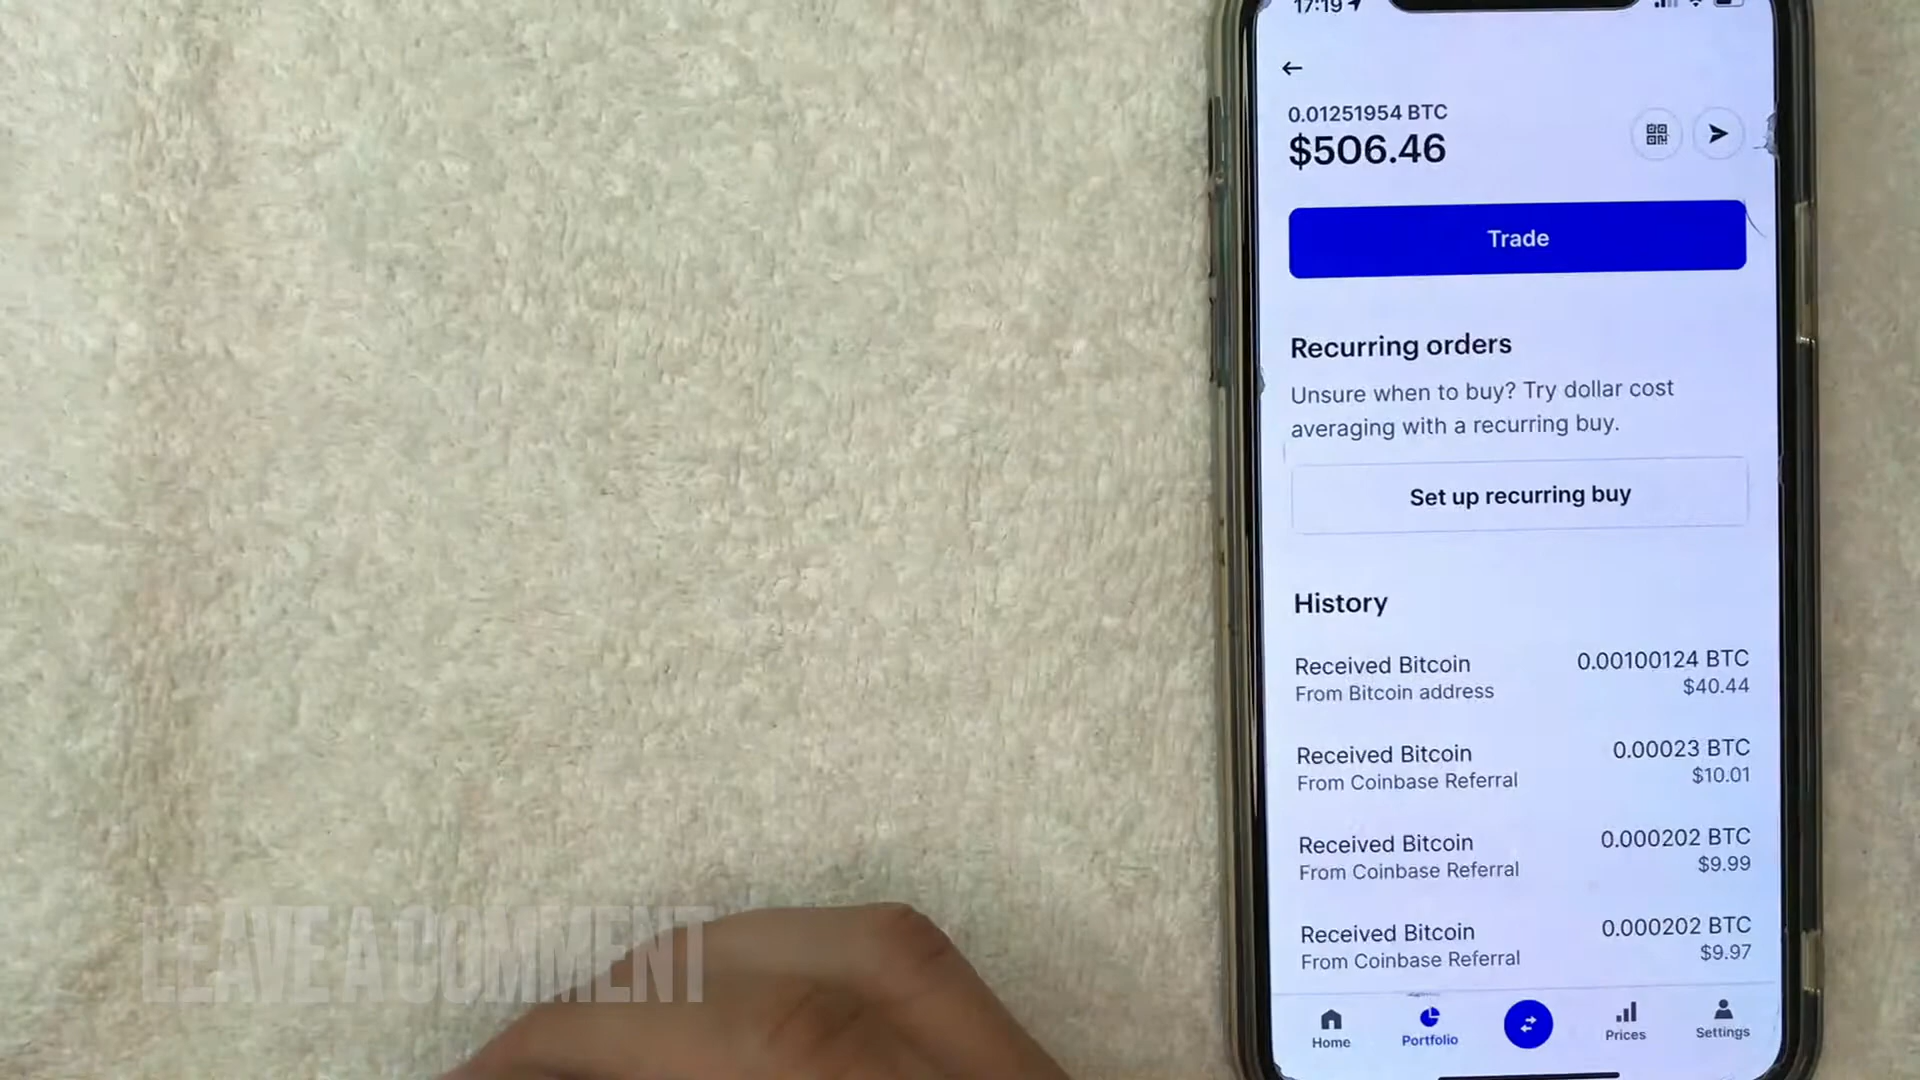 17:19
0.01251954 BTC
$506.46
Trade
Recurring orders
Unsure when to buy? Try dollar cost
averaging with a recurring buy.
Set up recurring buy
History
Received Bitcoin
0.00100124 BTC
From Bitcoin address
$40.44
Received Bitcoin
0.00023 BTC
From Coinbase Referral
$10.01
Received Bitcoin
0.000202 BTC
From Coinbase Referral
$9.99
Received Bitcoin
0.000202 BTC
From Coinbase Referral
$9.97
LEAVE A COMMENT
Home
Portfolio
Prices
Settings